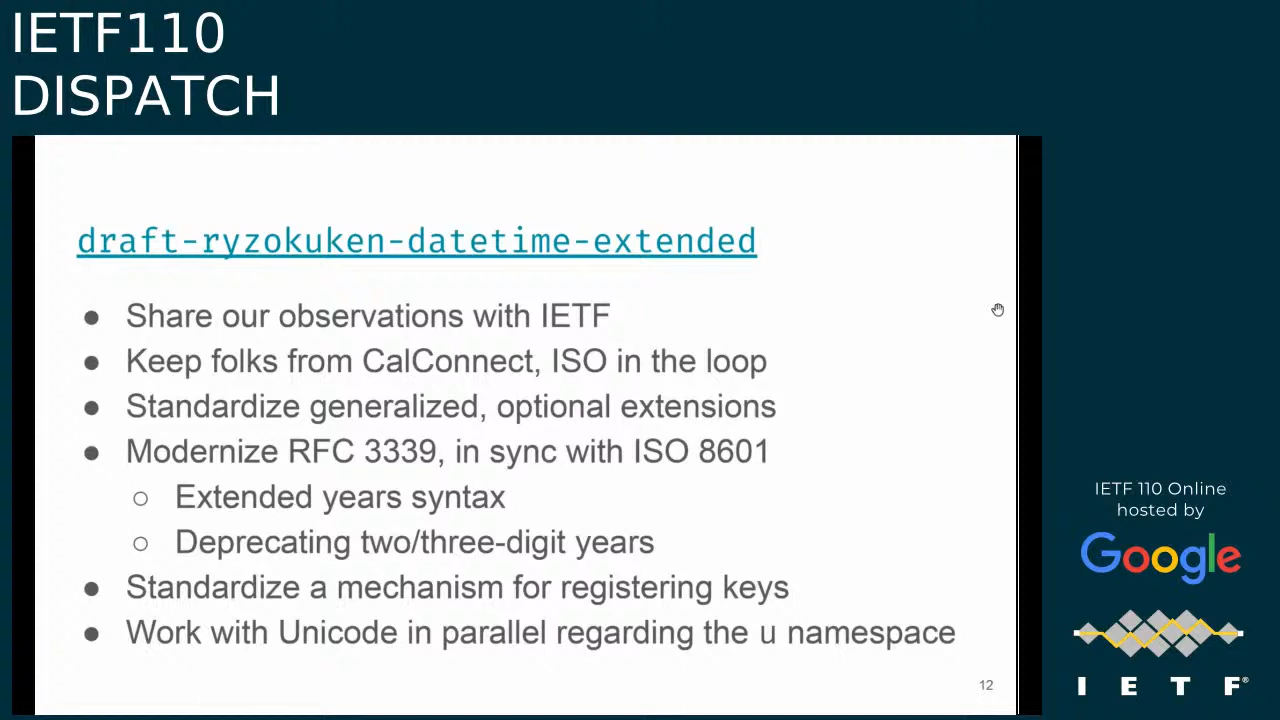 IETF110
DISPATCH
draft-ryzokuken-datetime-extended
● Share our observations with IETF
● Keep folks from CalConnect, ISO in the loop
● Standardize generalized, optional extensions
● Modernize RFC 3339, in sync with ISO 8601
○ Extended years syntax
○ Deprecating two/three-digit years
● Standardize a mechanism for registering keys
● Work with Unicode in parallel regarding the u namespace
12
IETF 110 Online
hosted by
Google
I E T F®